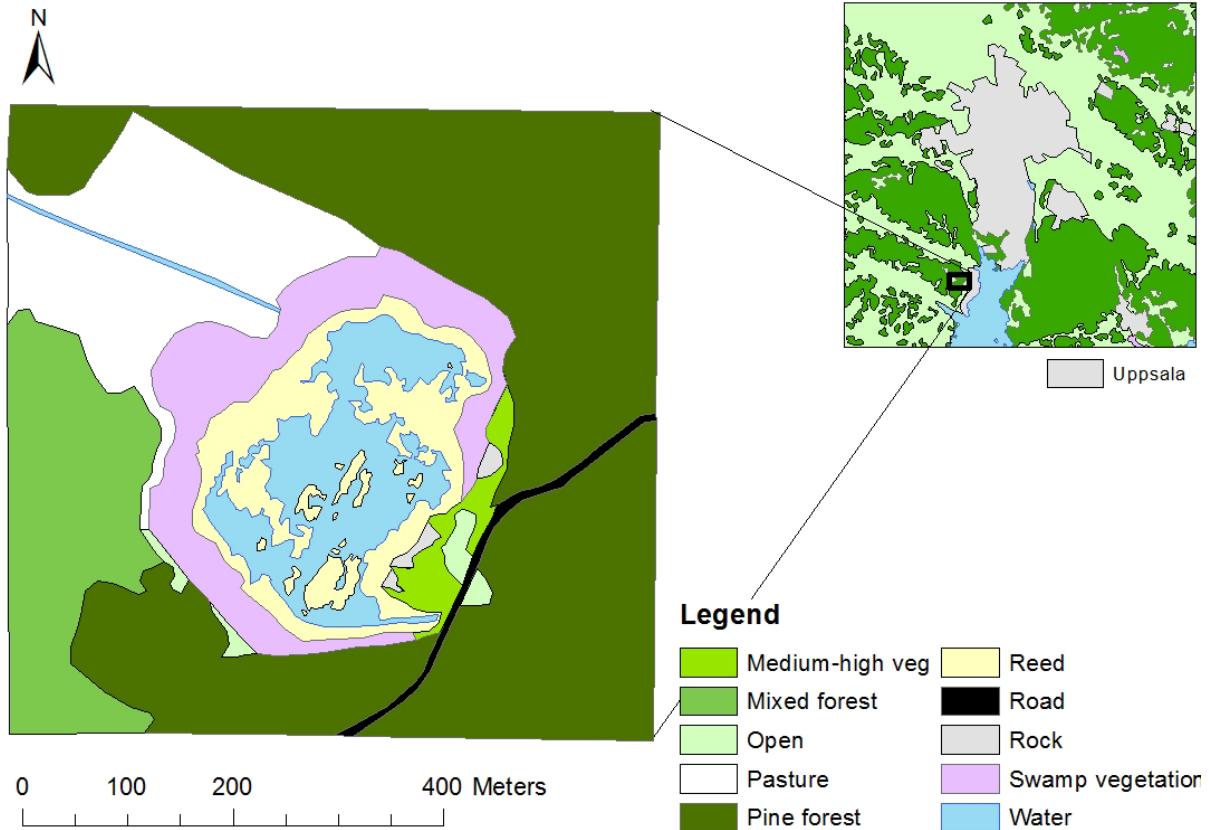 N
Uppsala
Legend
Medium-high veg
Mixed forest
Open
Pasture
Pine forest
Reed
Road
Rock
Swamp vegetation
Water
0 100 200 400 Meters